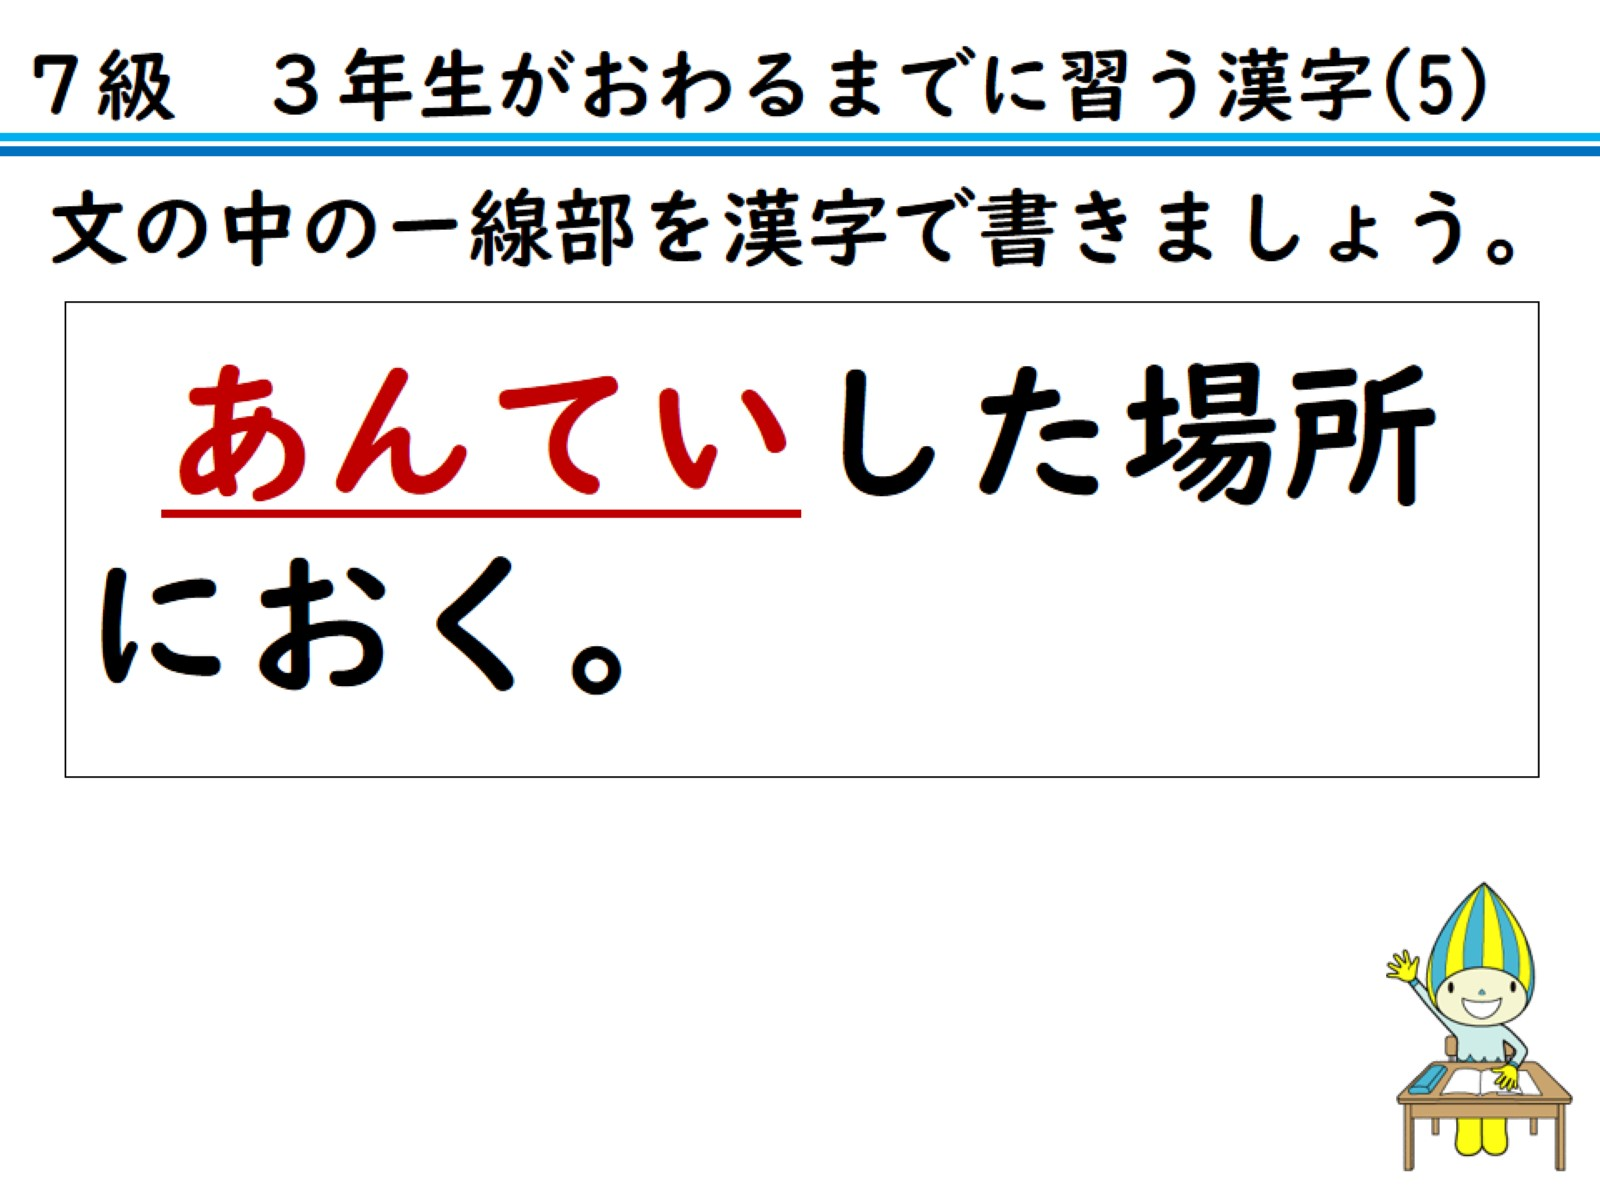 ７級　３年生がおわるまでに習う漢字(5)
文の中の一線部を漢字で書きましょう。
あんていした場所
におく。